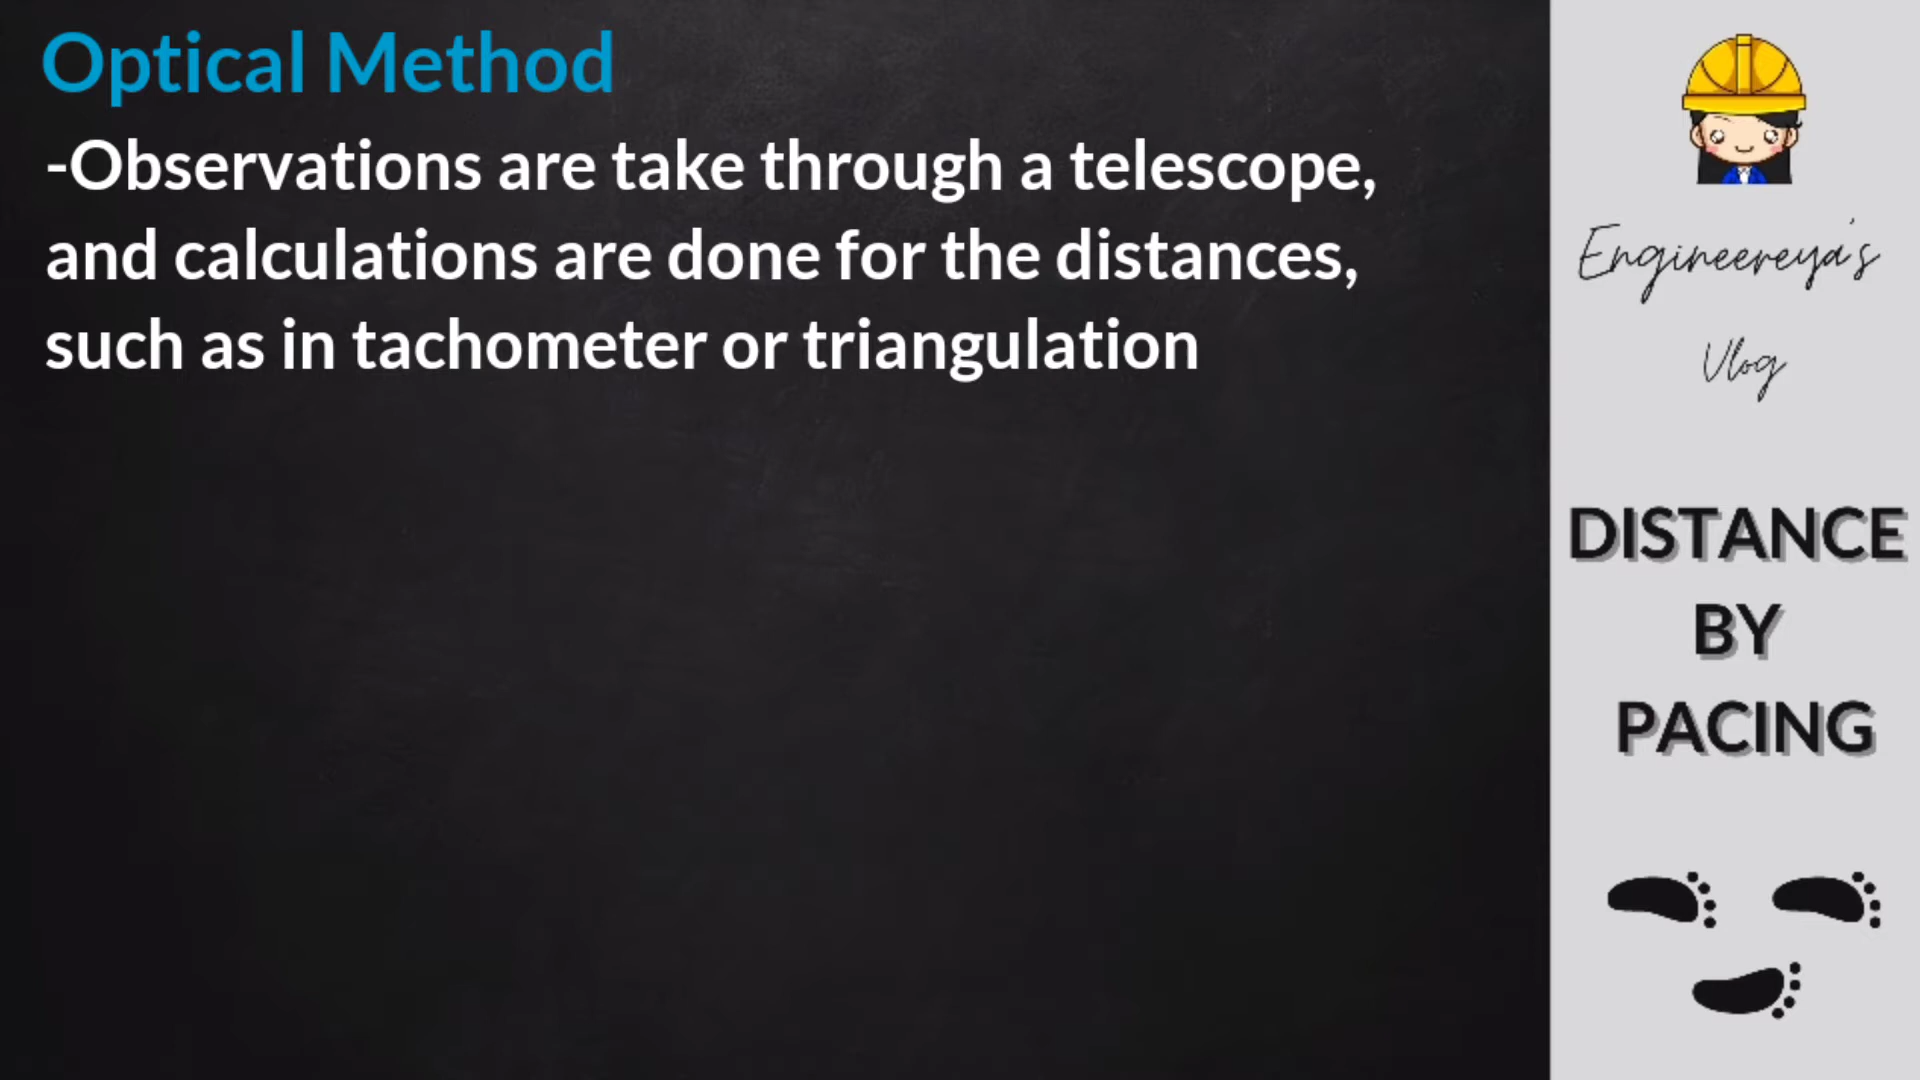 Optical Method
-Observations are take through a telescope,
and calculations are done for the distances,
such as in tachometer or triangulation
Engineereya's
Vlog
DISTANCE
BY
PACING